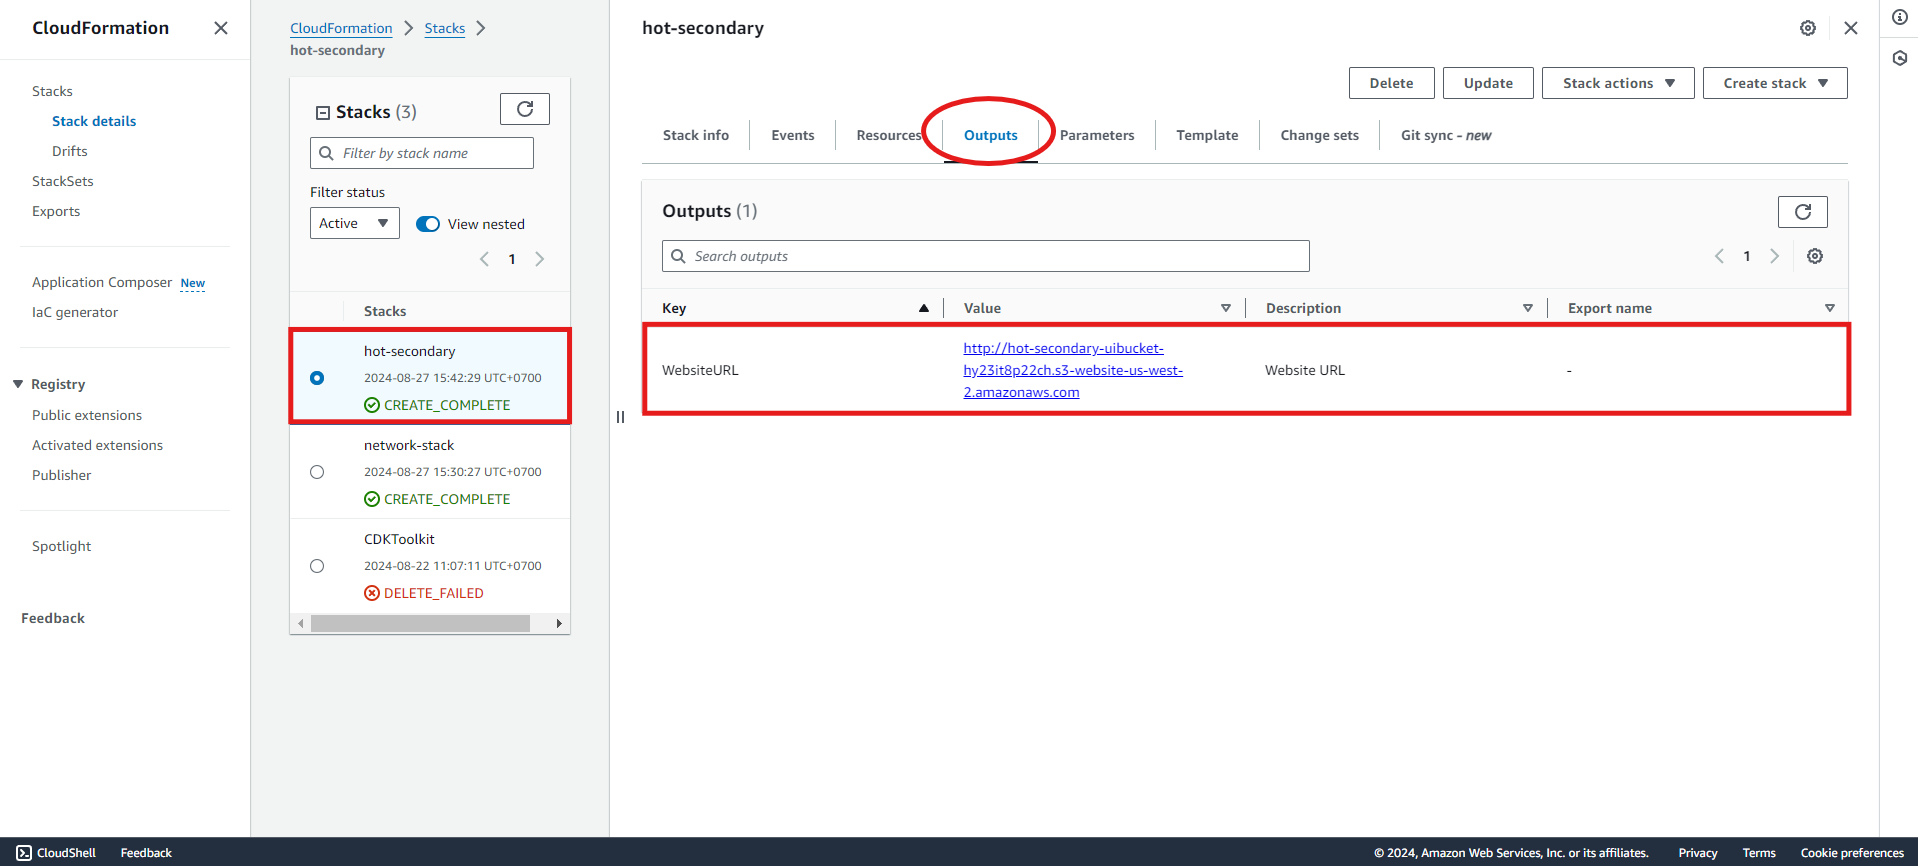 CloudFormation
Stacks
Stack details
Drifts
StackSets
Exports
Application Composer New
IaC generator
Registry
Public extensions
Activated extensions
Publisher
Spotlight
Feedback
CloudFormation > Stacks >
hot-secondary
Stacks (3)
Filter by stack name
Filter status
Active
View nested
1
Stacks
hot-secondary
2024-08-27 15:42:29 UTC+0700
CREATE_COMPLETE
network-stack
2024-08-27 15:30:27 UTC+0700
CREATE_COMPLETE
CDKToolkit
2024-08-22 11:07:11 UTC+0700
DELETE_FAILED
hot-secondary
Delete Update Stack actions Create stack
Stack info Events Resources Outputs Parameters Template Change sets Git sync - new
Outputs (1)
Search outputs
1
Key Value Description Export name
WebsiteURL
http://hot-secondary-uibucket-
hy23it8p22ch.s3-website-us-west-
2.amazonaws.com
Website URL
-
CloudShell Feedback © 2024, Amazon Web Services, Inc. or its affiliates. Privacy Terms Cookie preferences